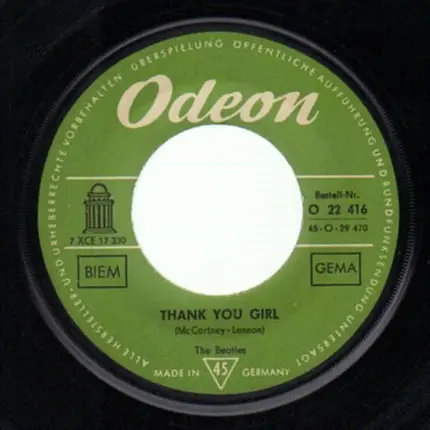 ALLE HERSTELLER-UND URHEBERRECHTE VORBEHALTEN ÜBERSPIELUNG ÖFFENTLICHE AUFFÜHRUNG UND RUNDFUNKSENDUNG UNTERSAGT
Odeon
Bestell-Nr.
O 22 416
45-O-29 470
7 XCE 17 330
BIEM
GEMA
THANK YOU GIRL
(McCartney-Lennon)
The Beatles
MADE IN 45 GERMANY